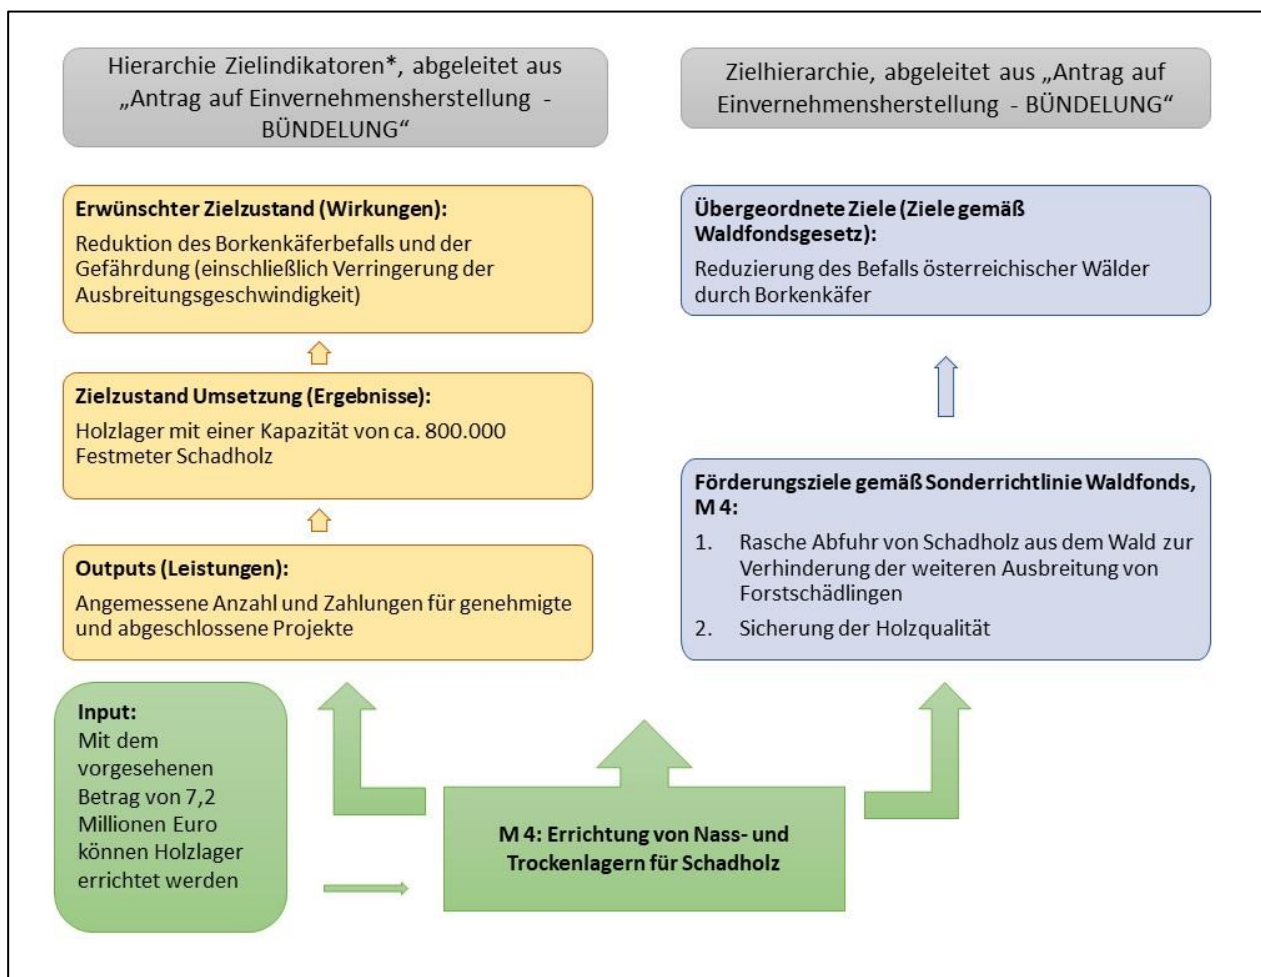 Hierarchie Zielindikatoren*, abgeleitet aus
„Antrag auf Einvernehmensherstellung -
BÜNDELUNG“
Zielhierarchie, abgeleitet aus „Antrag auf
Einvernehmensherstellung - BÜNDELUNG“
Erwünschter Zielzustand (Wirkungen):
Reduktion des Borkenkäferbefalls und der
Gefährdung (einschließlich Verringerung der
Ausbreitungsgeschwindigkeit)
Übergeordnete Ziele (Ziele gemäß
Waldfondsgesetz):
Reduzierung des Befalls österreichischer Wälder
durch Borkenkäfer
Zielzustand Umsetzung (Ergebnisse):
Holzlager mit einer Kapazität von ca. 800.000
Festmeter Schadholz
Förderungsziele gemäß Sonderrichtlinie Waldfonds,
M 4:
1. Rasche Abfuhr von Schadholz aus dem Wald zur
Verhinderung der weiteren Ausbreitung von
Forstschädlingen
2. Sicherung der Holzqualität
Outputs (Leistungen):
Angemessene Anzahl und Zahlungen für genehmigte
und abgeschlossene Projekte
Input:
Mit dem
vorgesehenen
Betrag von 7,2
Millionen Euro
können Holzlager
errichtet werden
M 4: Errichtung von Nass- und
Trockenlagern für Schadholz